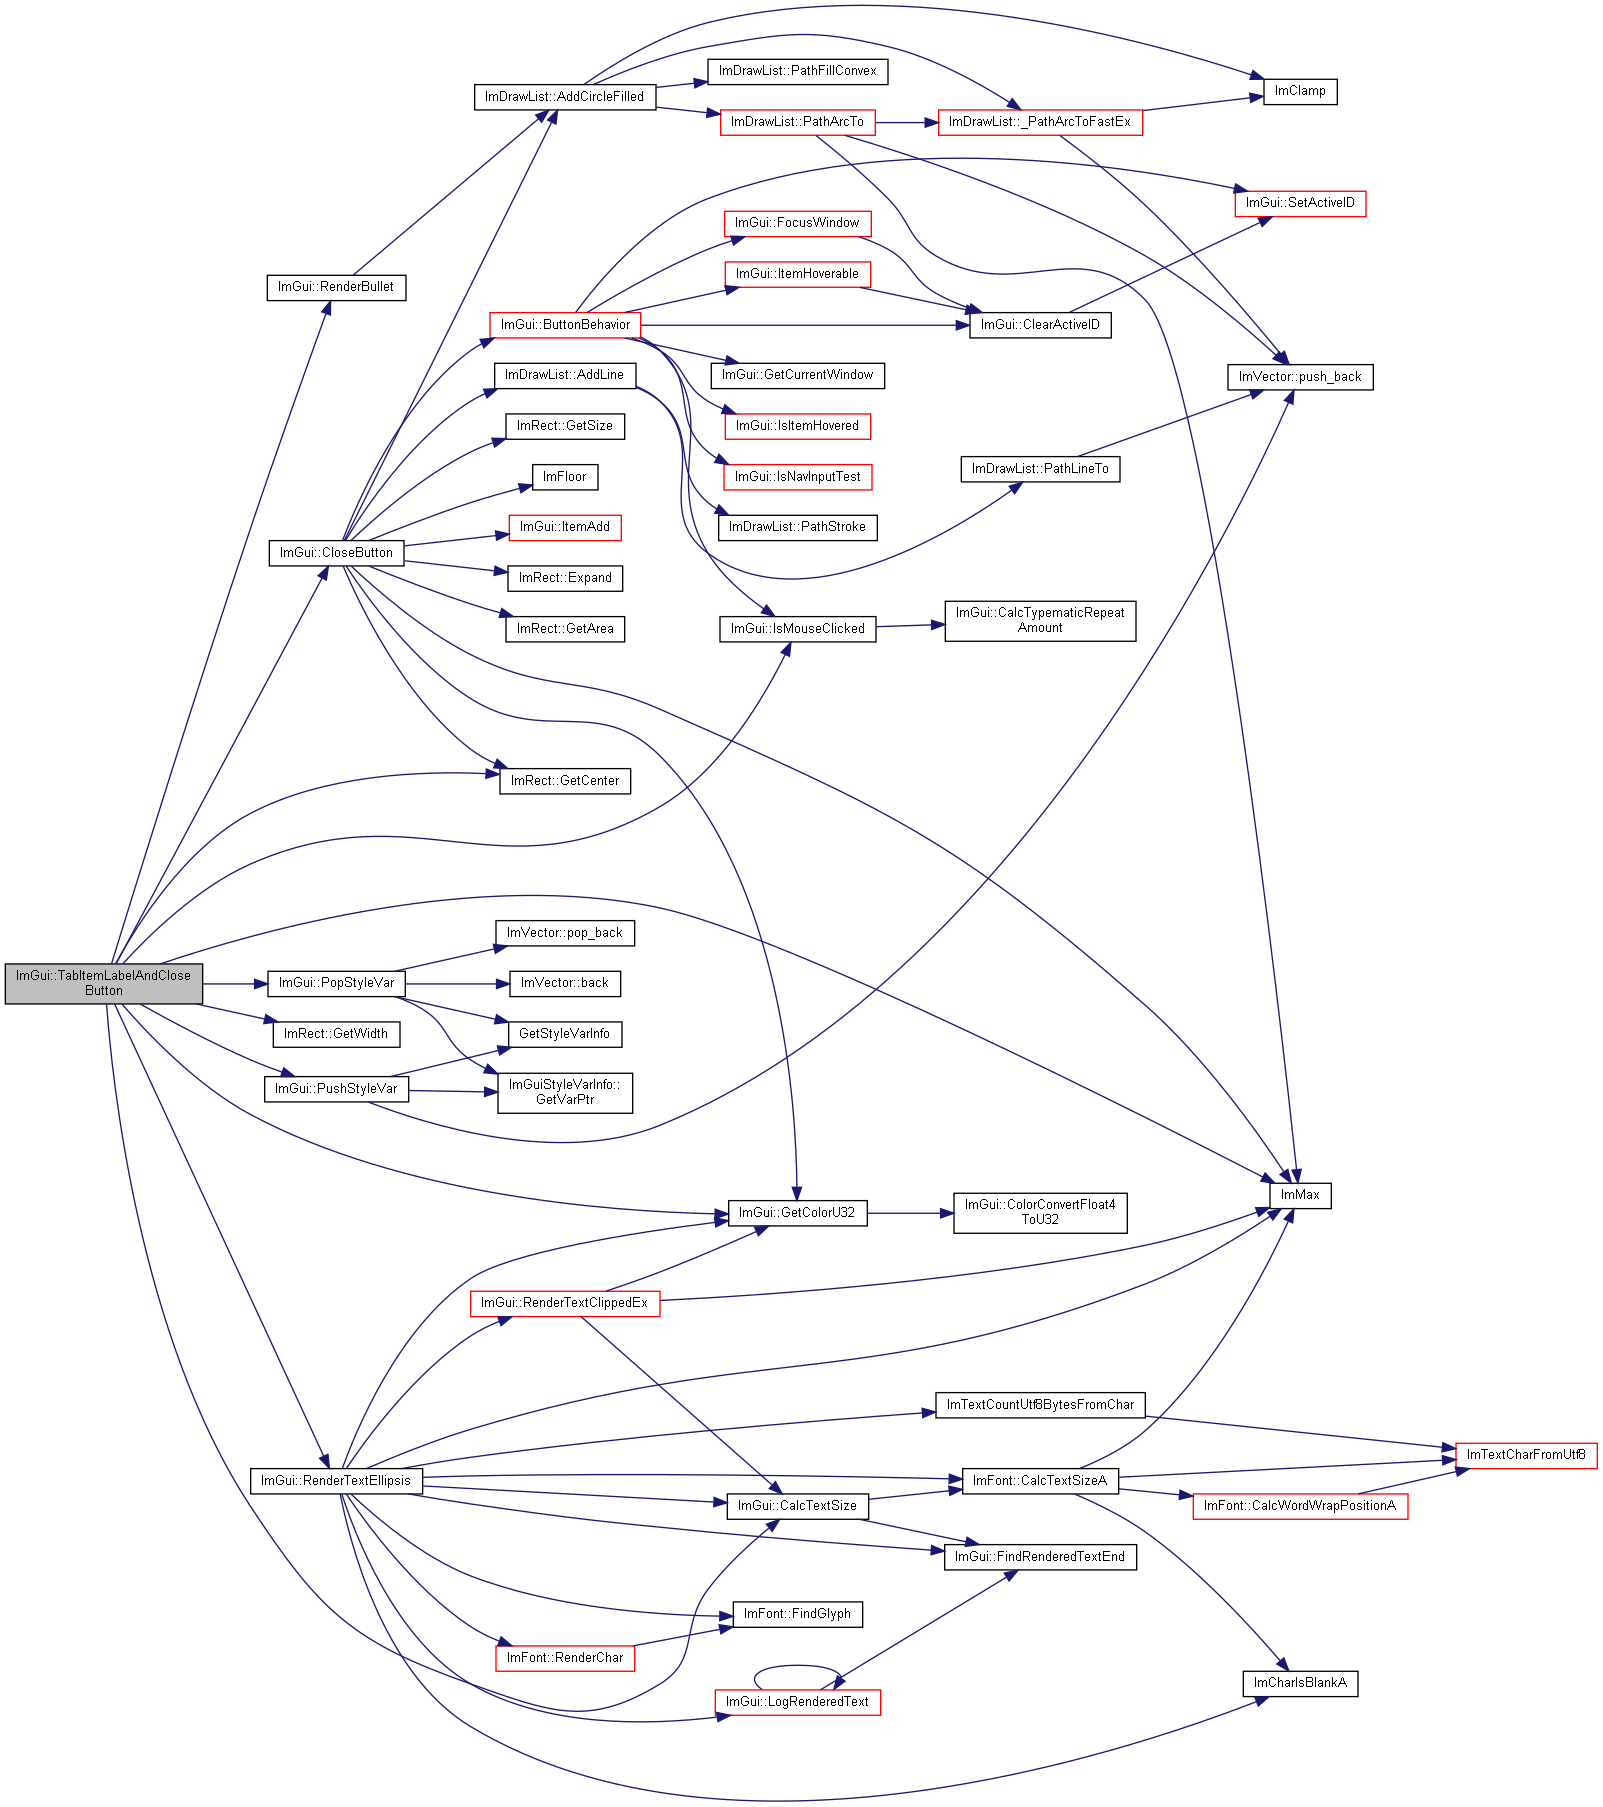 ImDrawList::PathFillConvex
ImDrawList::AddCircleFilled
ImClamp
ImDrawList::PathArcTo
ImDrawList::_PathArcToFastEx
ImGui::SetActiveID
ImGui::FocusWindow
ImGui::ItemHoverable
ImGui::RenderBullet
ImGui::ButtonBehavior
ImGui::ClearActiveID
ImDrawList::AddLine
ImGui::GetCurrentWindow
ImVector::push_back
ImRect::GetSize
ImGui::IsItemHovered
ImFloor
ImGui::IsNavInputTest
ImDrawList::PathLineTo
ImGui::ItemAdd
ImDrawList::PathStroke
ImGui::CloseButton
ImRect::Expand
ImRect::GetArea
ImGui::IsMouseClicked
ImGui::CalcTypematicRepeat
Amount
ImRect::GetCenter
ImVector::pop_back
ImGui::TabItemLabelAndClose
Button
ImGui::PopStyleVar
ImVector::back
ImRect::GetWidth
GetStyleVarInfo
ImGui::PushStyleVar
ImGuiStyleVarInfo::
GetVarPtr
ImMax
ImGui::GetColorU32
ImGui::ColorConvertFloat4
ToU32
ImGui::RenderTextClippedEx
ImTextCountUtf8BytesFromChar
ImTextCharFromUtf8
ImGui::RenderTextEllipsis
ImFont::CalcTextSizeA
ImGui::CalcTextSize
ImFont::CalcWordWrapPositionA
ImGui::FindRenderedTextEnd
ImFont::FindGlyph
ImFont::RenderChar
ImCharIsBlankA
ImGui::LogRenderedText